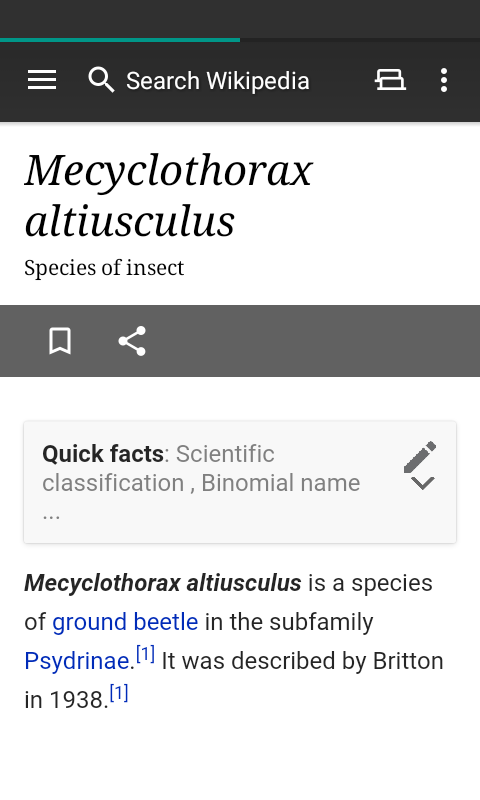 Search Wikipedia
Mecyclothorax
altiusculus
Species of insect
Quick facts: Scientific
classification , Binomial name
...
Mecyclothorax altiusculus is a species
of ground beetle in the subfamily
Psydrinae.[1] It was described by Britton
in 1938.[1]